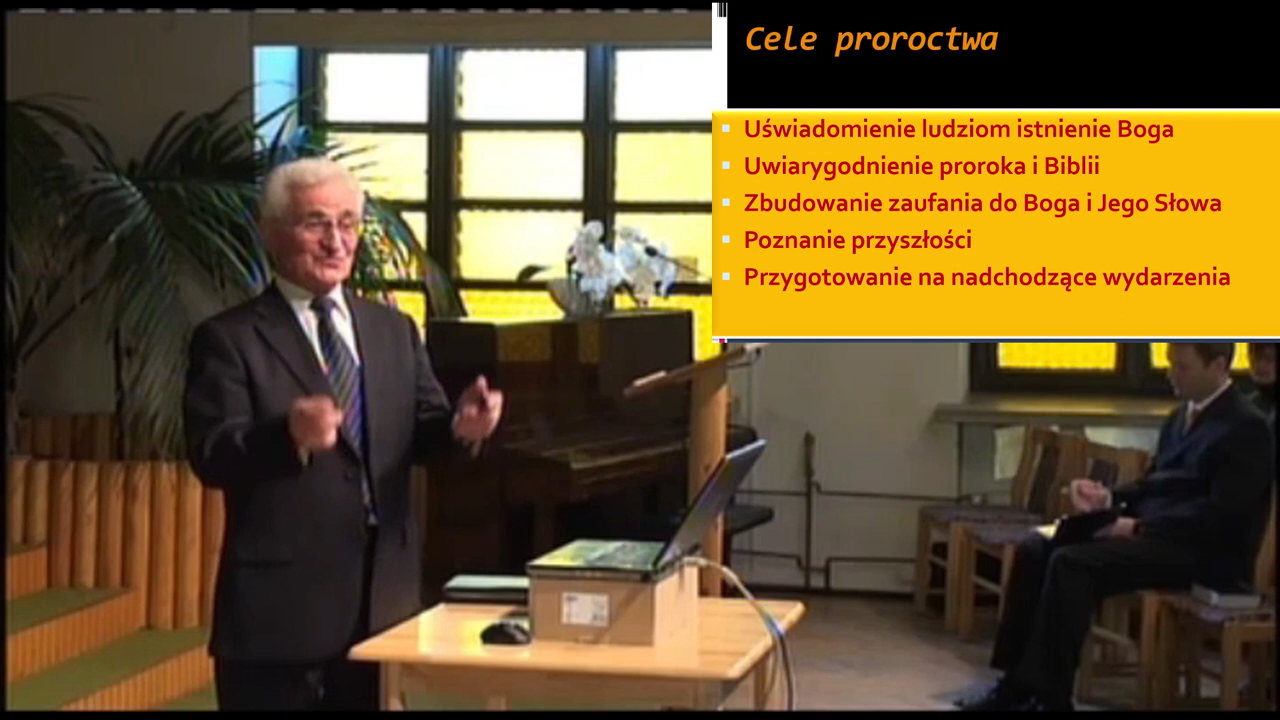 Cele proroctwa
Uświadomienie ludziom istnienie Boga
Uwiarygodnienie proroka i Biblii
Zbudowanie zaufania do Boga i Jego Słowa
Poznanie przyszłości
Przygotowanie na nadchodzące wydarzenia